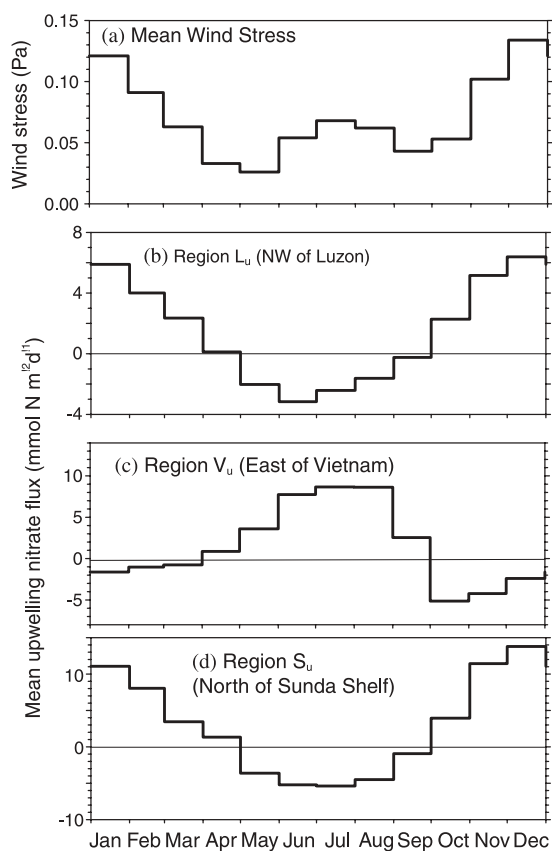 (a) Mean Wind Stress
Wind stress (Pa)
0.15
0.10
0.05
0.00
(b) Region Lu (NW of Luzon)
8
4
0
-4
Mean upwelling nitrate flux (mmol N m!2d!1)
(c) Region Vu (East of Vietnam)
10
5
0
-5
(d) Region Su
(North of Sunda Shelf)
10
0
-10
Jan Feb Mar Apr May Jun Jul Aug Sep Oct Nov Dec